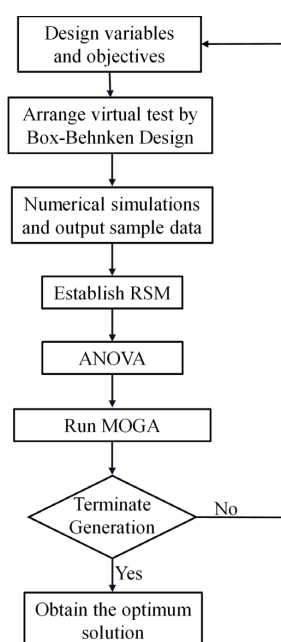 Design variables
and objectives
Arrange virtual test by
Box-Behnken Design
Numerical simulations
and output sample data
Establish RSM
ANOVA
Run MOGA
Terminate
Generation
No
Yes
Obtain the optimum
solution